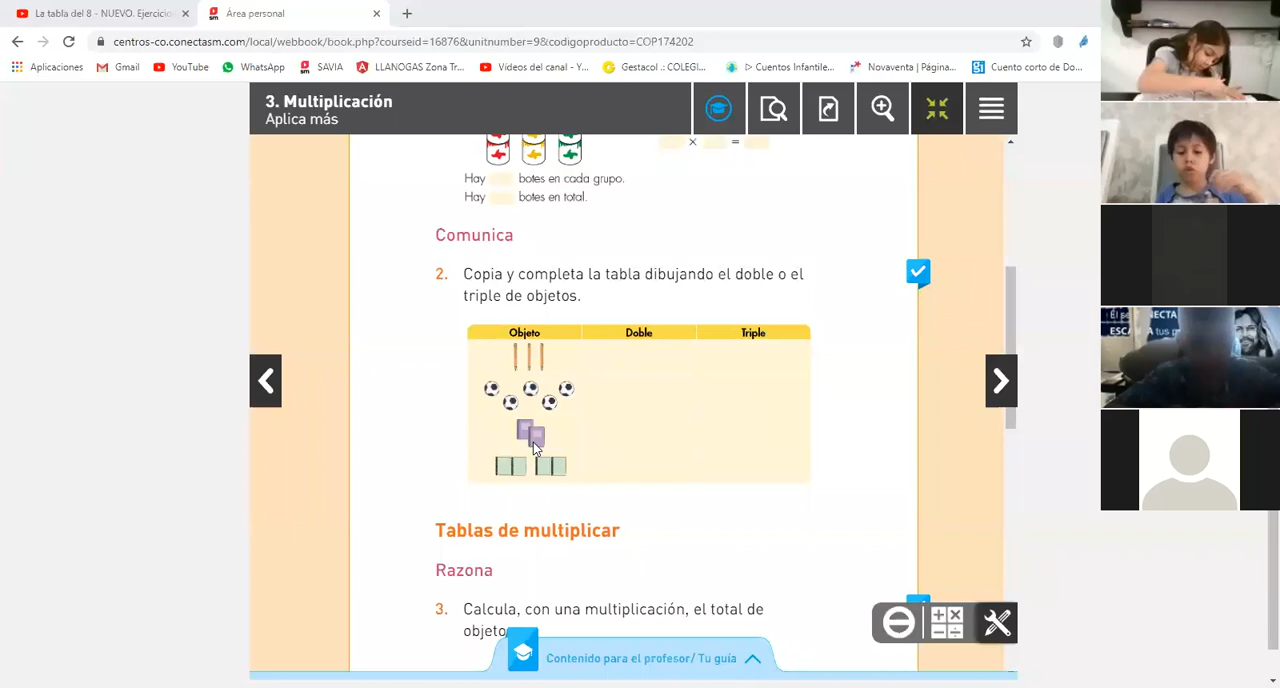 La tabla del 8 - NUEVO. Ejercicio
Área personal
centros-co.conectasm.com/local/webbook/book.php?courseid=16876&unitnumber=9&codigoproducto=COP174202
Aplicaciones
Gmail
YouTube
WhatsApp
SAVIA
LLANOGAS Zona Tr...
Vídeos del canal - Y...
Gestacol .: COLEGI...
▷ Cuentos Infantile...
Novaventa | Página...
Cuento corto de Do...
3. Multiplicación
Aplica más
× =
Hay botes en cada grupo.
Hay botes en total.
Comunica
2. Copia y completa la tabla dibujando el doble o el
triple de objetos.
Objeto Doble Triple
Tablas de multiplicar
Razona
3. Calcula, con una multiplicación, el total de
objeto
Contenido para el profesor/ Tu guía